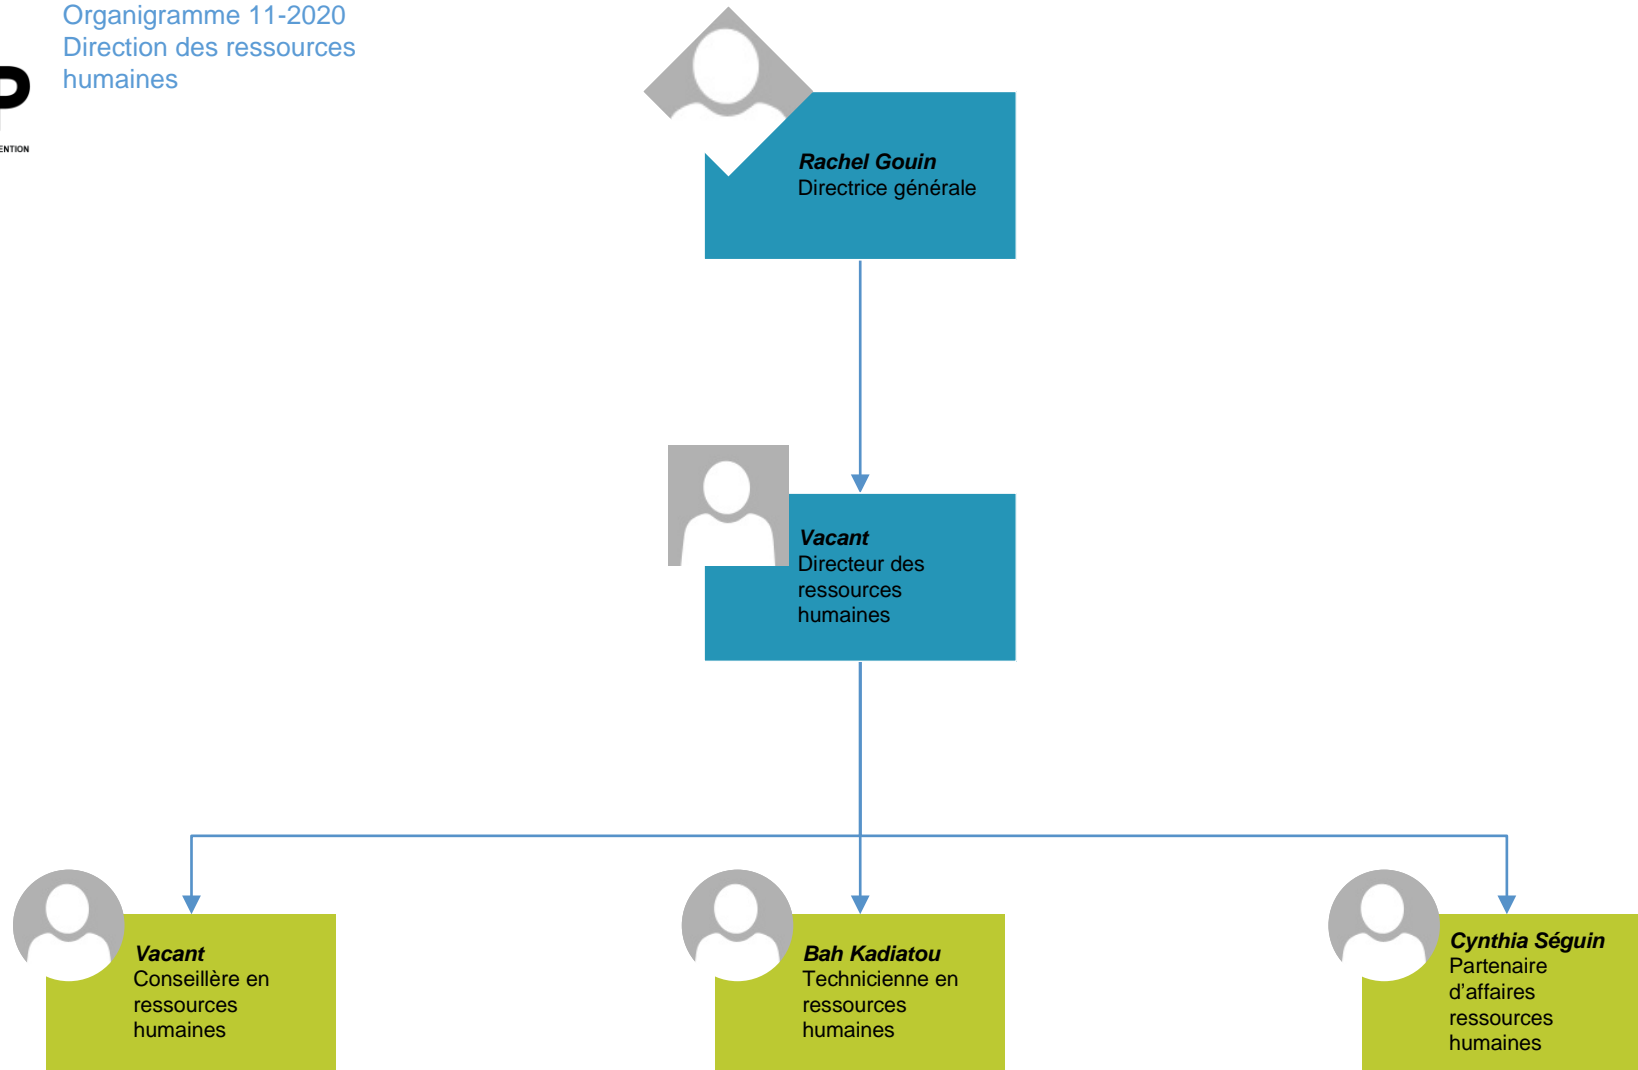 Organigramme 11-2020
Direction des ressources
humaines
P
ENTION
Rachel Gouin
Directrice générale
Vacant
Directeur des
ressources
humaines
Vacant
Conseillère en
ressources
humaines
Bah Kadiatou
Technicienne en
ressources
humaines
Cynthia Séguin
Partenaire
d'affaires
ressources
humaines